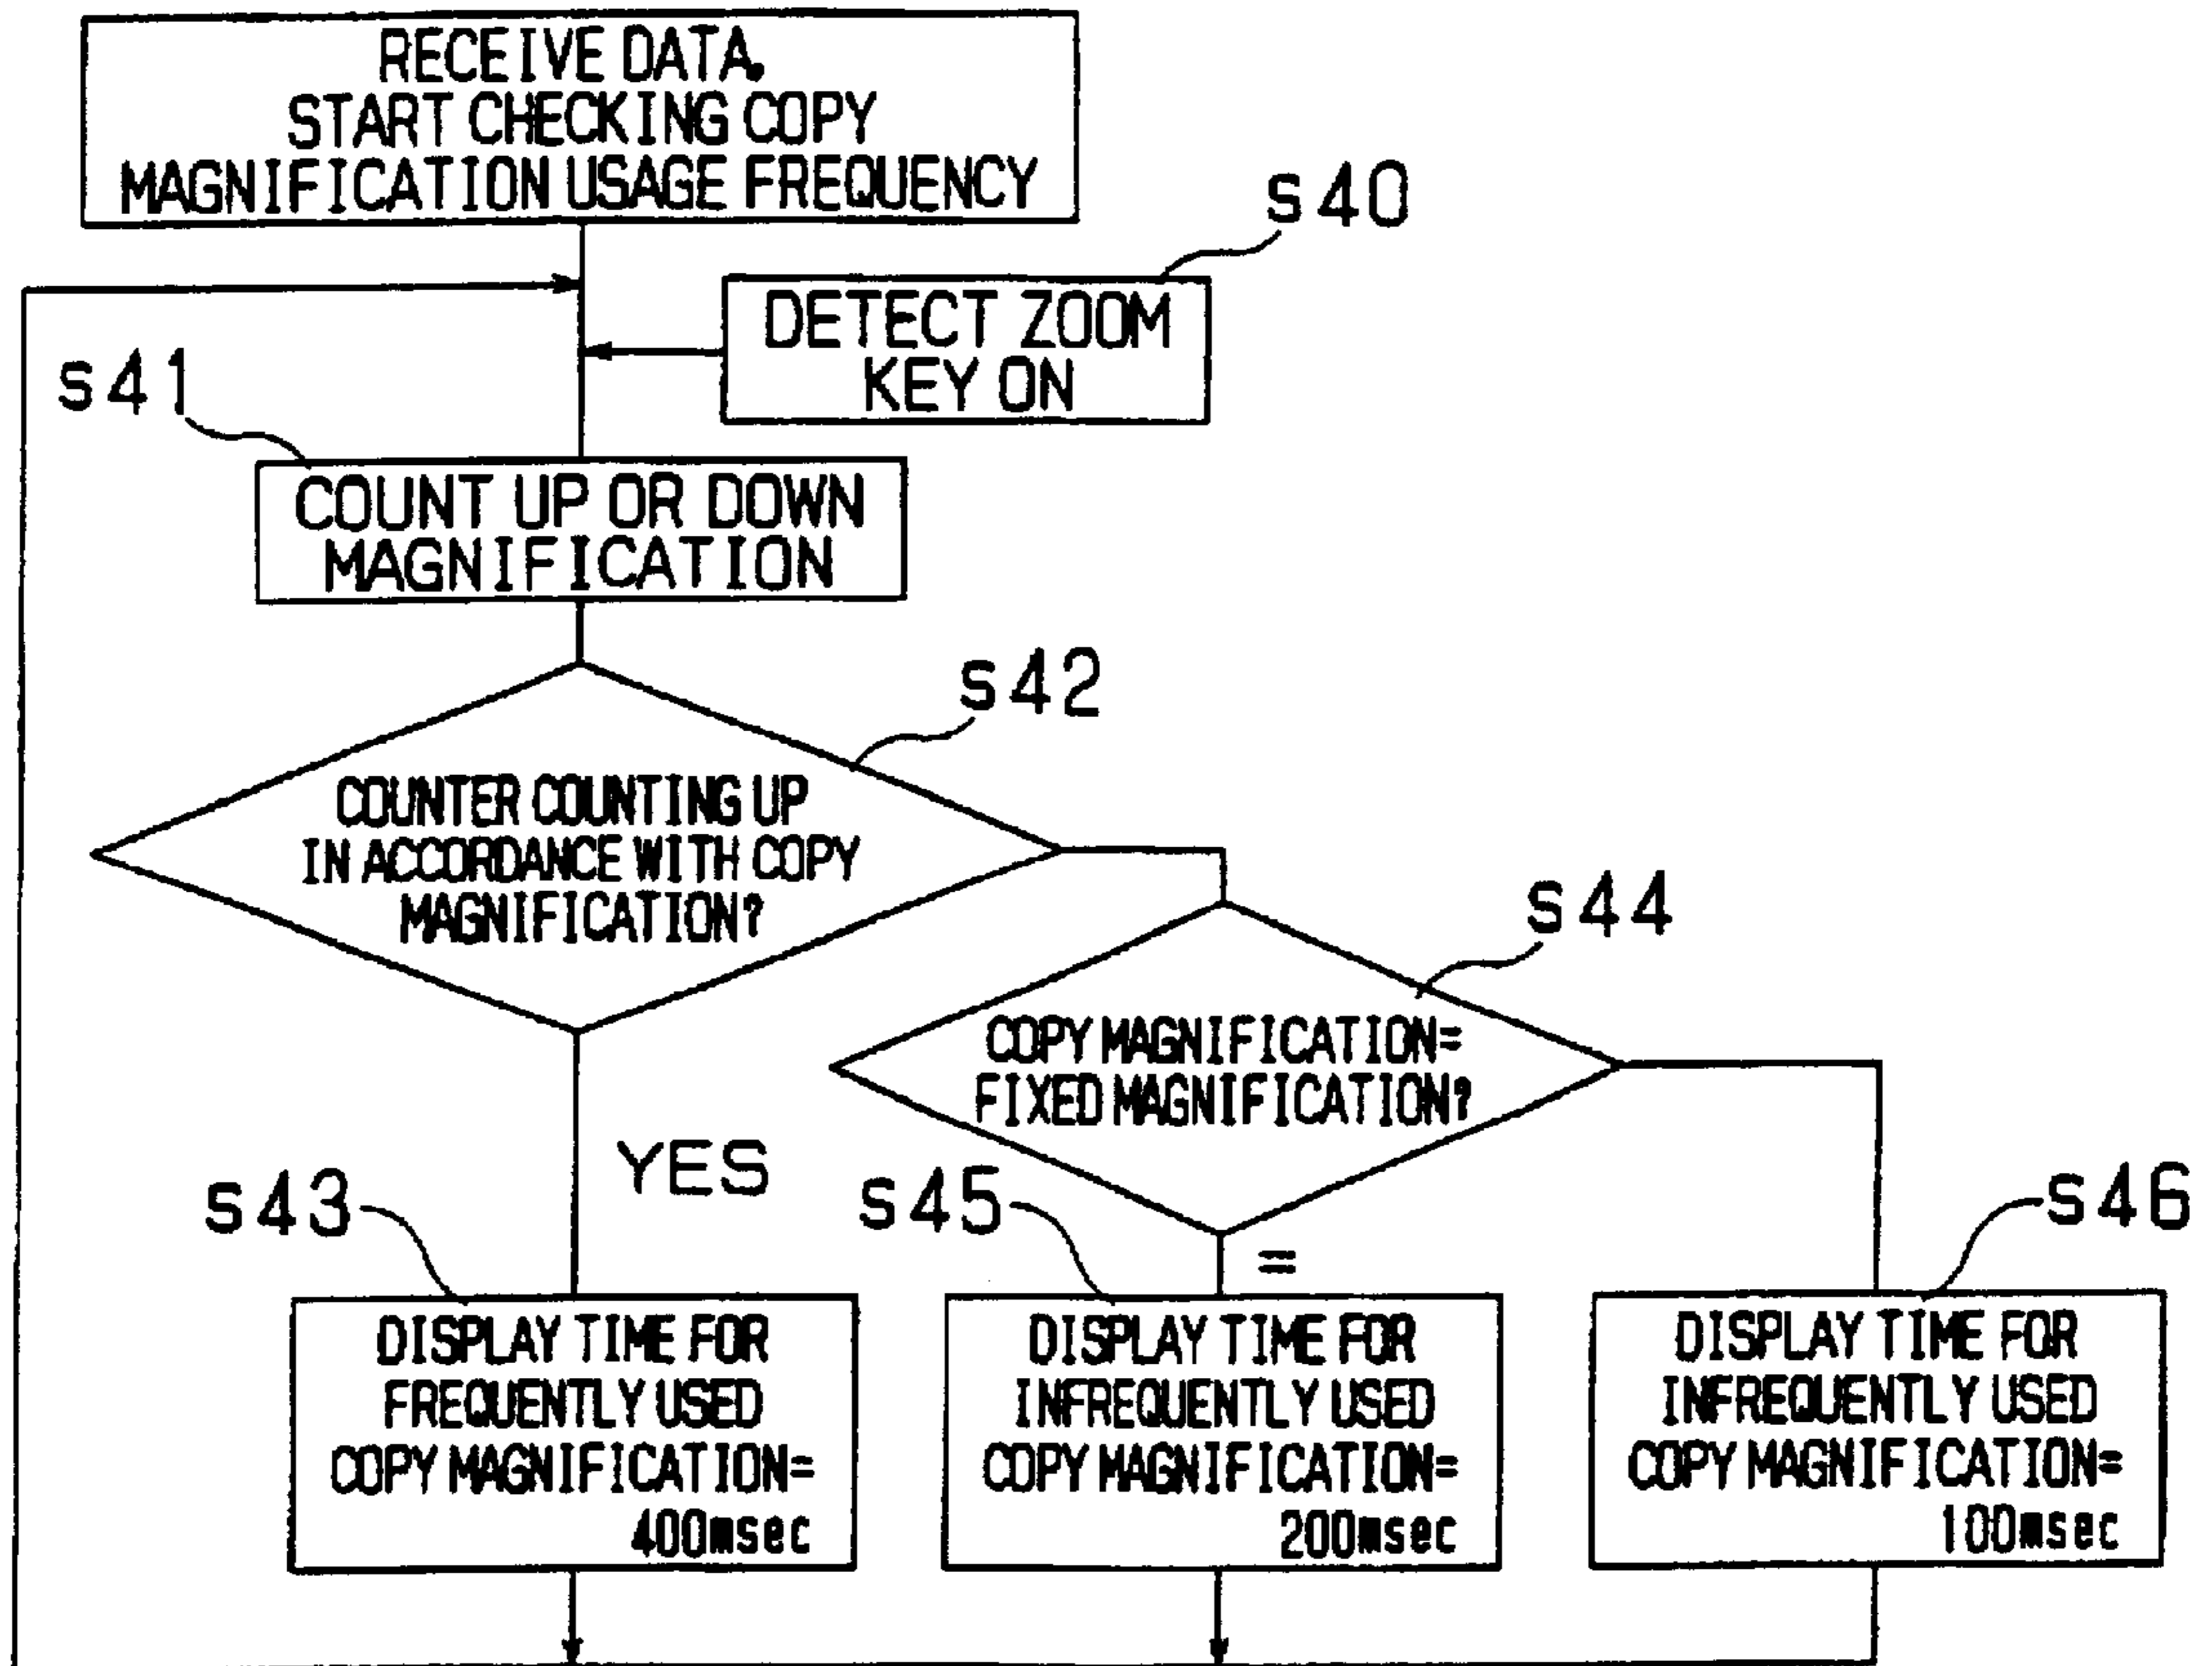 RECEIVE DATA.
START CHECKING COPY
MAGNIFICATION USAGE FREQUENCY
s40
DETECT ZOOM
KEY ON
s41
COUNT UP OR DOWN
MAGNIFICATION
s42
COUNTER COUNTING UP
IN ACCORDANCE WITH COPY
MAGNIFICATION?
s44
COPY MAGNIFICATION=
FIXED MAGNIFICATION?
YES
=
s43
DISPLAY TIME FOR
FREQUENTLY USED
COPY MAGNIFICATION=
400msec
s45
DISPLAY TIME FOR
INFREQUENTLY USED
COPY MAGNIFICATION=
200msec
s46
DISPLAY TIME FOR
INFREQUENTLY USED
COPY MAGNIFICATION=
100msec